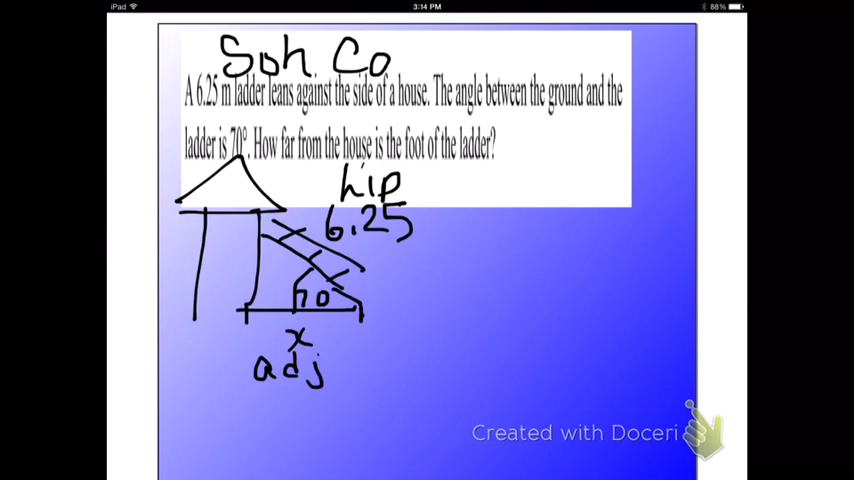 iPad 3:14 PM 88%
Soh Co
A 6.25 m ladder leans against the side of a house. The angle between the ground and the
ladder is 70°. How far from the house is the foot of the ladder?
hip
6.25
70
x
adj
Created with Doceri